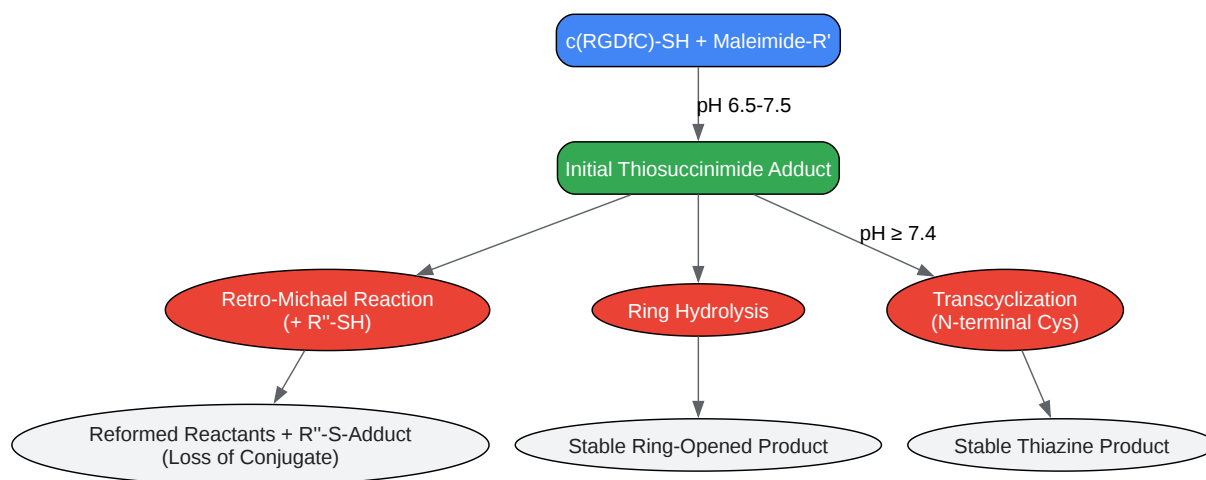 c(RGDfC)-SH + Maleimide-R'
pH 6.5-7.5
Initial Thiosuccinimide Adduct
pH ≥ 7.4
Retro-Michael Reaction
(+ R''-SH)
Ring Hydrolysis
Transcyclization
(N-terminal Cys)
Reformed Reactants + R''-S-Adduct
(Loss of Conjugate)
Stable Ring-Opened Product
Stable Thiazine Product